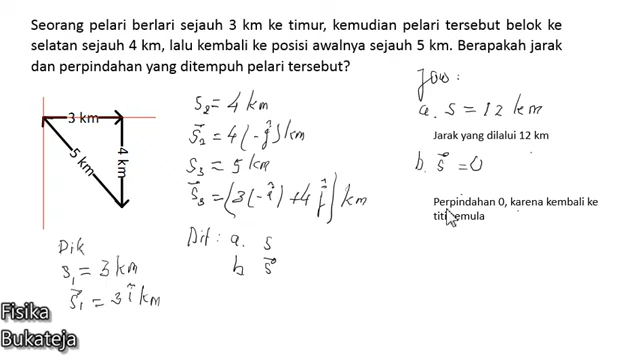 Seorang pelari berlari sejauh 3 km ke timur, kemudian pelari tersebut belok ke
selatan sejauh 4 km, lalu kembali ke posisi awalnya sejauh 5 km. Berapakah jarak
dan perpindahan yang ditempuh pelari tersebut?
3 km
4 km
5 km
Dik
S₁ = 3 km
S⃗₁ = 3 î km
S₂ = 4 km
S⃗₂ = 4(-ĵ) km
S₃ = 5 km
S⃗₃ = (3(-î) + 4 ĵ) km
Dit : a. s
b s⃗
Jaw :
a. s = 12 km
Jarak yang dilalui 12 km
b. s⃗ = 0
Perpindahan 0, karena kembali ke
titi semula
Fisika
Bukateja